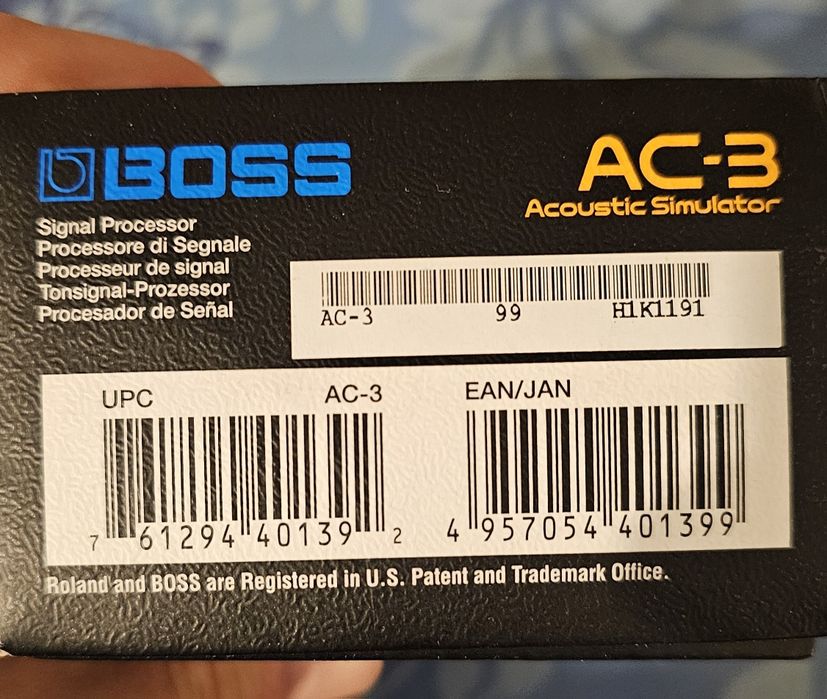 BOSS
AC-3
Acoustic Simulator
Signal Processor
Processore di Segnale
Processeur de signal
Tonsignal-Prozessor
Procesador de Señal
AC-3 99 H1K1191
UPC AC-3
7 61294 40139 2
EAN/JAN
4 957054 401399
Roland and BOSS are Registered in U.S. Patent and Trademark Office.